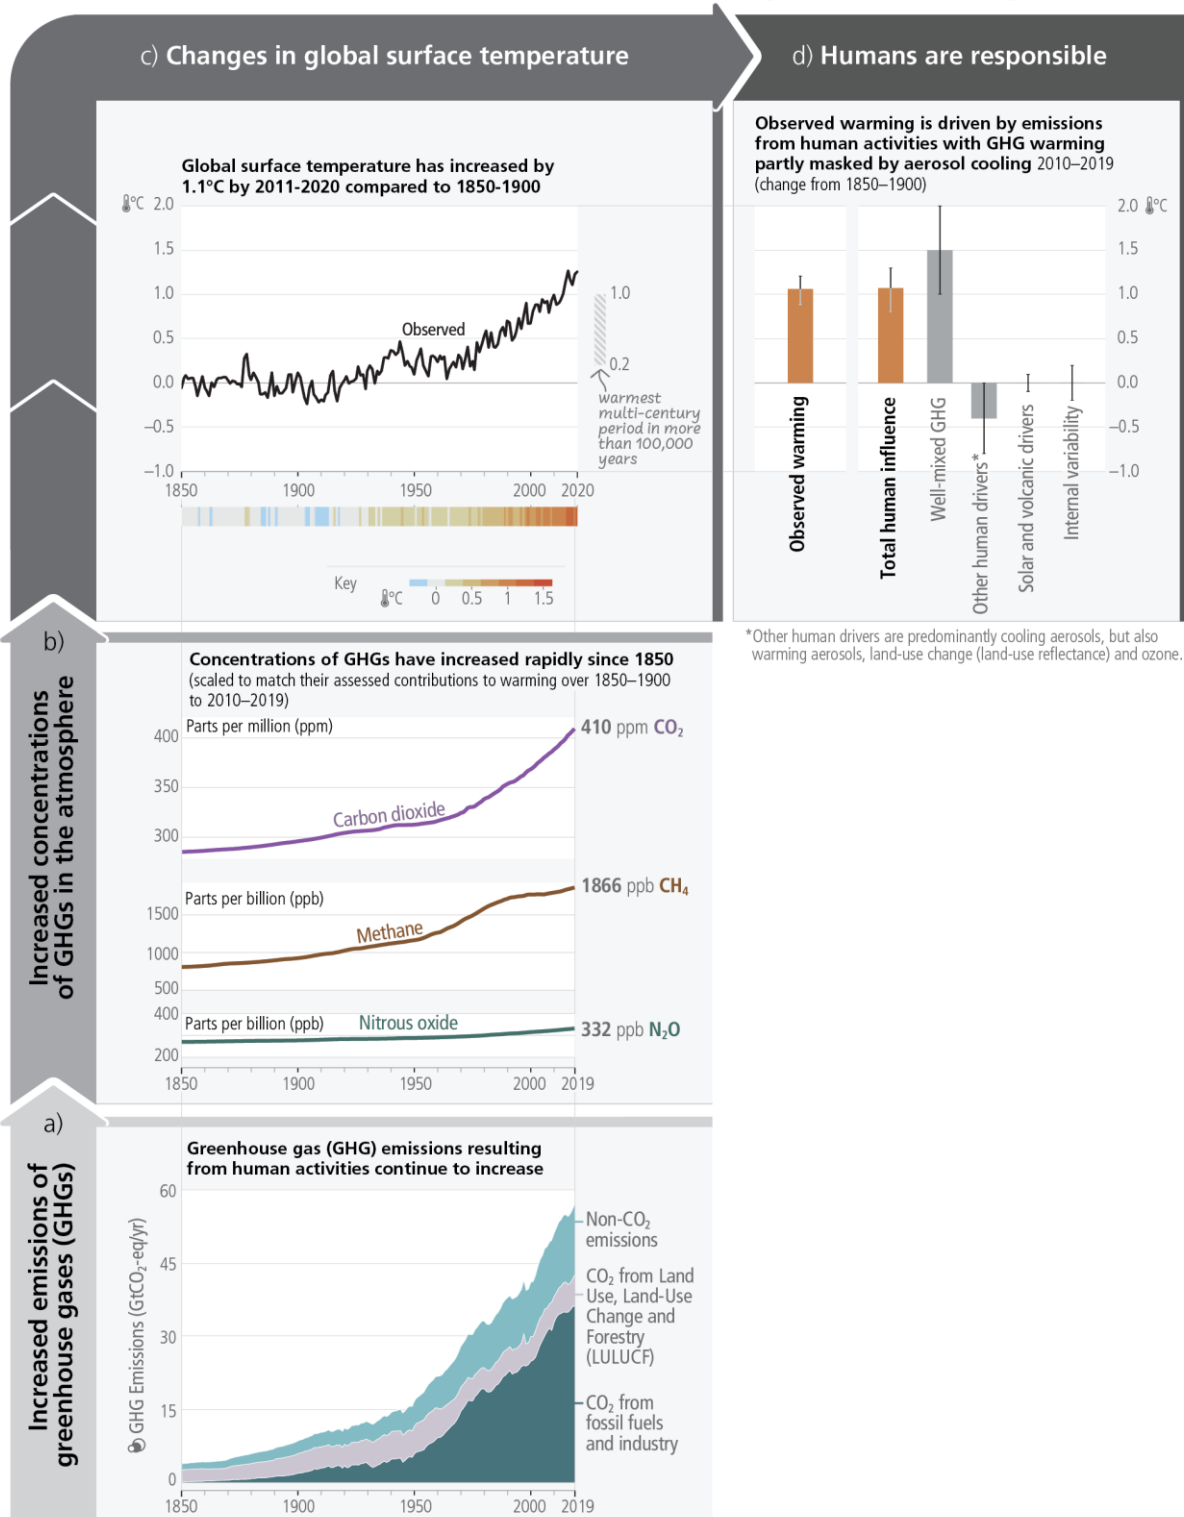 c) Changes in global surface temperature
Global surface temperature has increased by
1.1°C by 2011-2020 compared to 1850-1900
°C
2.0
1.5
1.0
0.5
0.0
–0.5
–1.0
Observed
1.0
0.2
warmest
multi-century
period in more
than 100,000
years
1850
1900
1950
2000
2020
Key
°C
0
0.5
1
1.5
d) Humans are responsible
Observed warming is driven by emissions
from human activities with GHG warming
partly masked by aerosol cooling 2010–2019
(change from 1850–1900)
2.0 °C
1.5
1.0
0.5
0.0
–0.5
–1.0
Observed warming
Total human influence
Well-mixed GHG
Other human drivers*
Solar and volcanic drivers
Internal variability
*Other human drivers are predominantly cooling aerosols, but also
warming aerosols, land-use change (land-use reflectance) and ozone.
b)
Increased concentrations
of GHGs in the atmosphere
Concentrations of GHGs have increased rapidly since 1850
(scaled to match their assessed contributions to warming over 1850–1900
to 2010–2019)
Parts per million (ppm)
400
350
300
Carbon dioxide
410 ppm CO₂
Parts per billion (ppb)
1500
1000
500
Methane
1866 ppb CH₄
400
Parts per billion (ppb)
200
Nitrous oxide
332 ppb N₂O
1850
1900
1950
2000
2019
a)
Increased emissions of
greenhouse gases (GHGs)
Greenhouse gas (GHG) emissions resulting
from human activities continue to increase
GHG Emissions (GtCO₂-eq/yr)
60
45
30
15
0
Non-CO₂
emissions
CO₂ from Land
Use, Land-Use
Change and
Forestry
(LULUCF)
CO₂ from
fossil fuels
and industry
1850
1900
1950
2000
2019